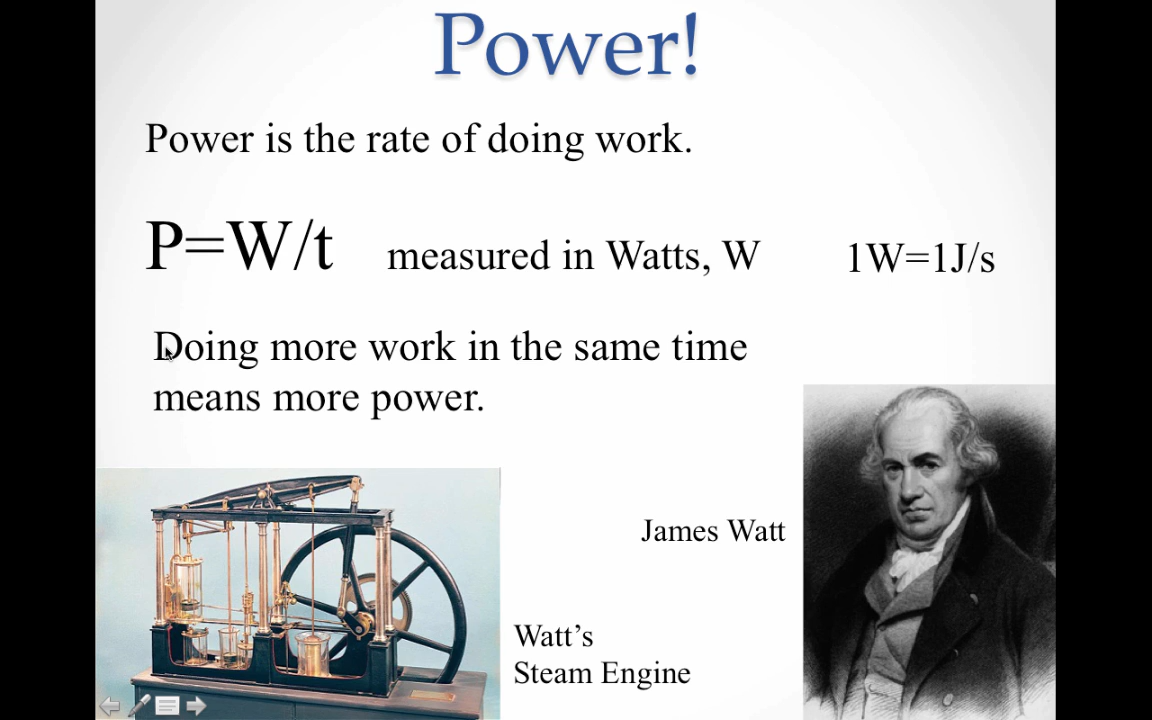 Power!
Power is the rate of doing work.
P=W/t measured in Watts, W 1W=1J/s
Doing more work in the same time
means more power.
James Watt
Watt’s
Steam Engine